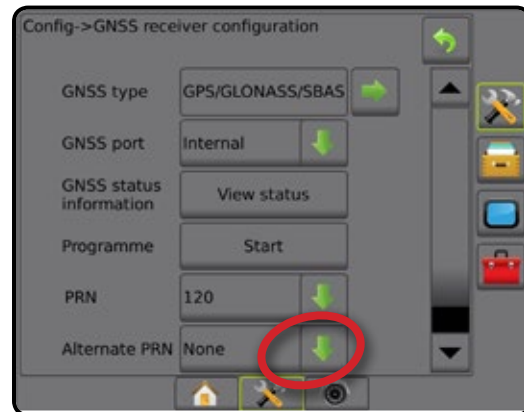 Config->GNSS receiver configuration
GNSS type GPS/GLONASS/SBAS
GNSS port Internal
GNSS status
information View status
Programme Start
PRN 120
Alternate PRN None